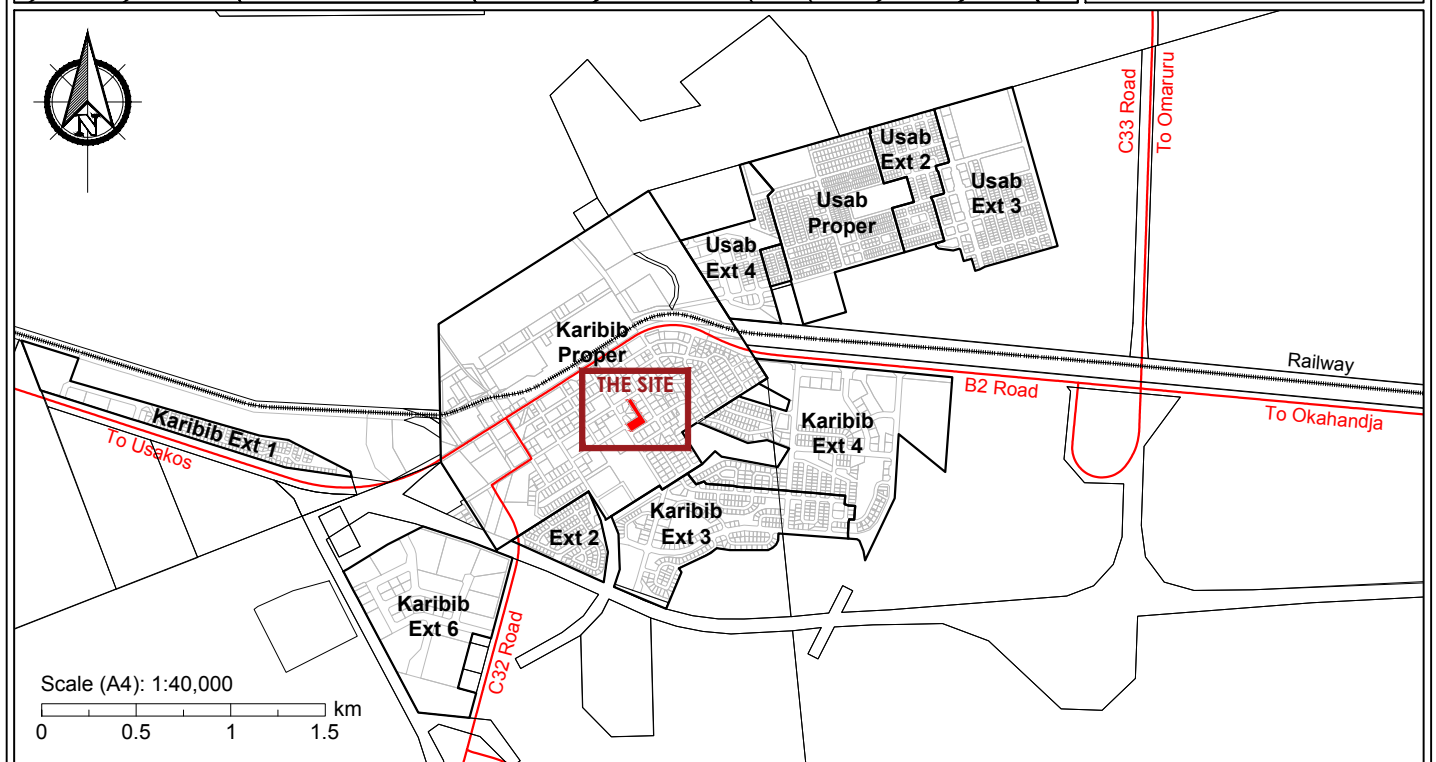 N
C33 Road
To Omaruru
Usab
Ext 2
Usab
Ext 3
Usab
Proper
Usab
Ext 4
Karibib
Proper
THE SITE
Railway
B2 Road
To Okahandja
Karibib Ext 1
To Usakos
Karibib
Ext 4
Karibib
Ext 3
Ext 2
Karibib
Ext 6
C32 Road
Scale (A4): 1:40,000
km
0 0.5 1 1.5